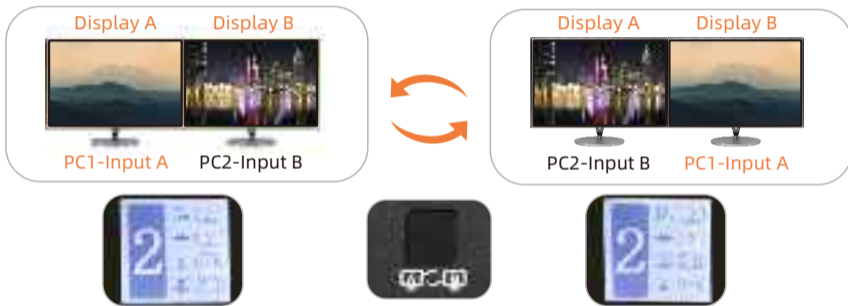 Display A Display B
PC1-Input A PC2-Input B
Display A Display B
PC2-Input B PC1-Input A
2
2